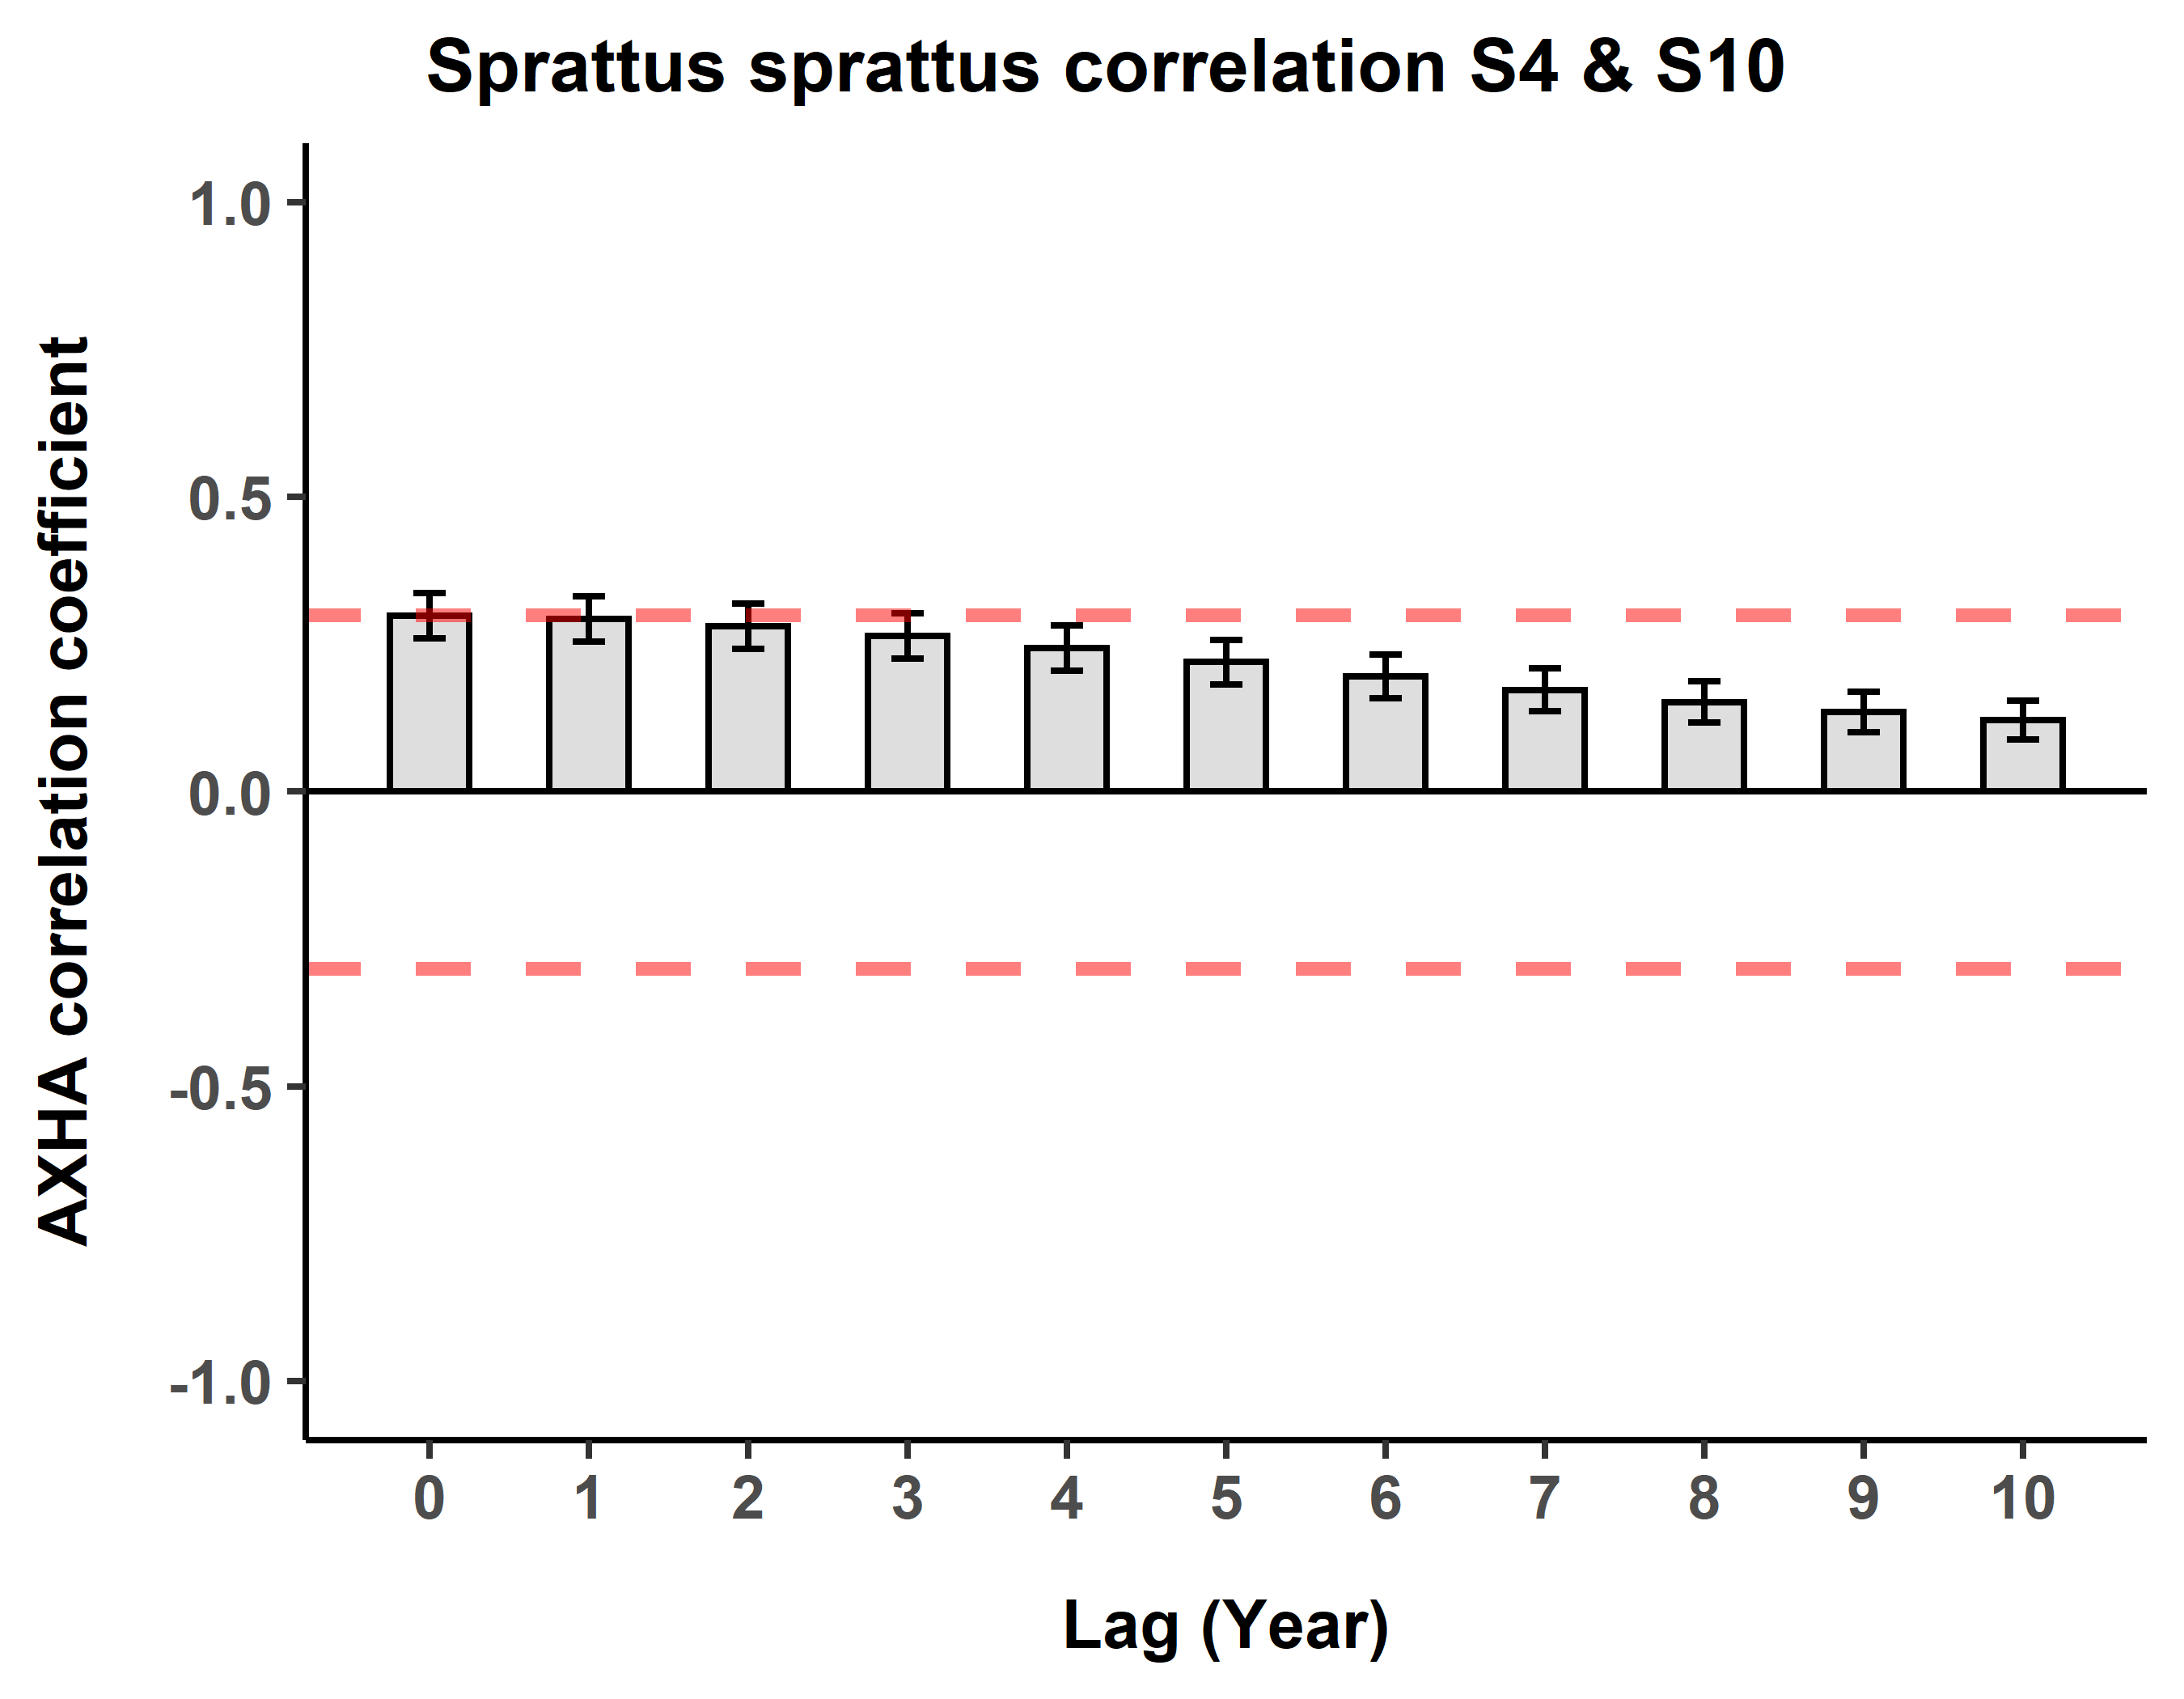 Sprattus sprattus correlation S4 & S10
AXHA correlation coefficient
1.0
0.5
0.0
-0.5
-1.0
0 1 2 3 4 5 6 7 8 9 10
Lag (Year)